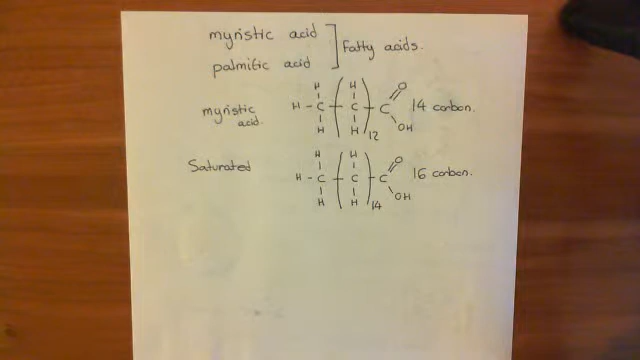 myristic acid
palmitic acid
Fatty acids.
myristic acid.
H - C - ( C ) 12 - C O OH
H H
H H
14 carbon.
Saturated
H - C - ( C ) 14 - C O OH
H H
H H
16 carbon.